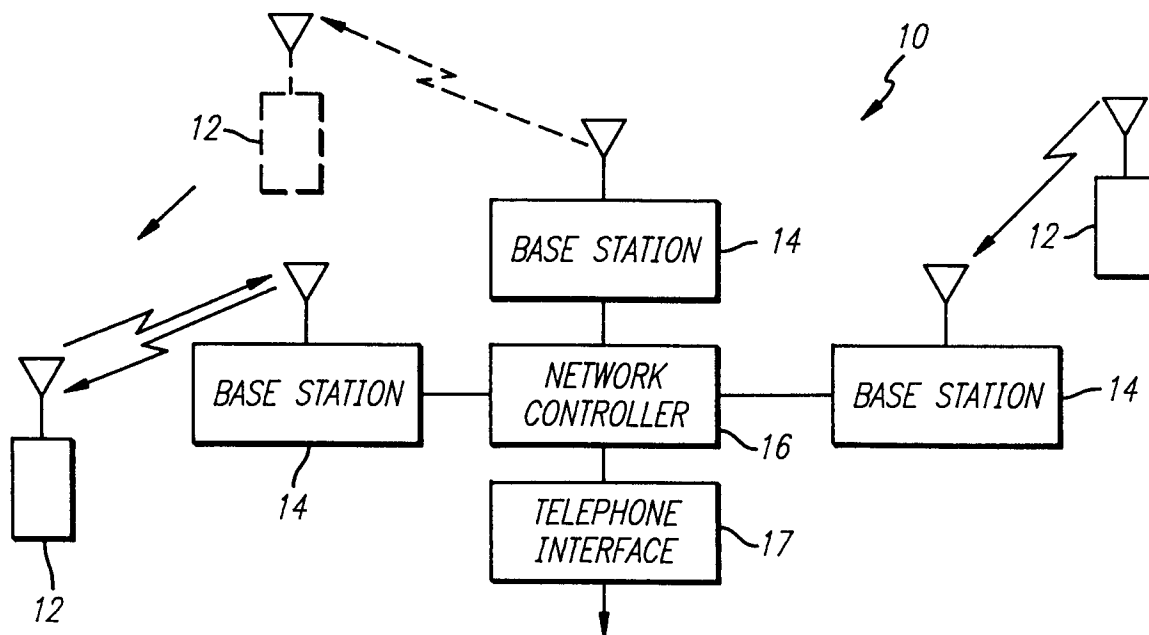 10
12
12
BASE STATION
14
BASE STATION
14
NETWORK
CONTROLLER
16
BASE STATION
14
TELEPHONE
INTERFACE
17
12